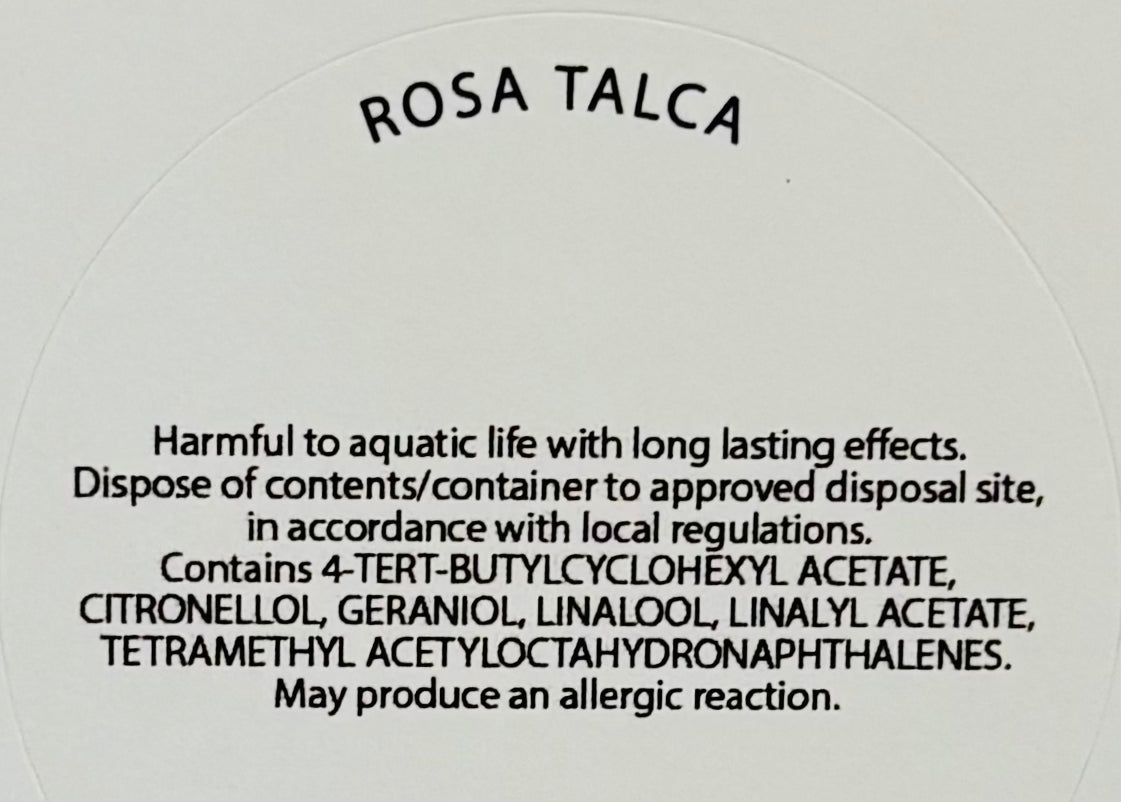 ROSA TALCA
Harmful to aquatic life with long lasting effects.
Dispose of contents/container to approved disposal site,
in accordance with local regulations.
Contains 4-TERT-BUTYLCYCLOHEXYL ACETATE,
CITRONELLOL, GERANIOL, LINALOOL, LINALYL ACETATE,
TETRAMETHYL ACETYLOCTAHYDRONAPHTHALENES.
May produce an allergic reaction.